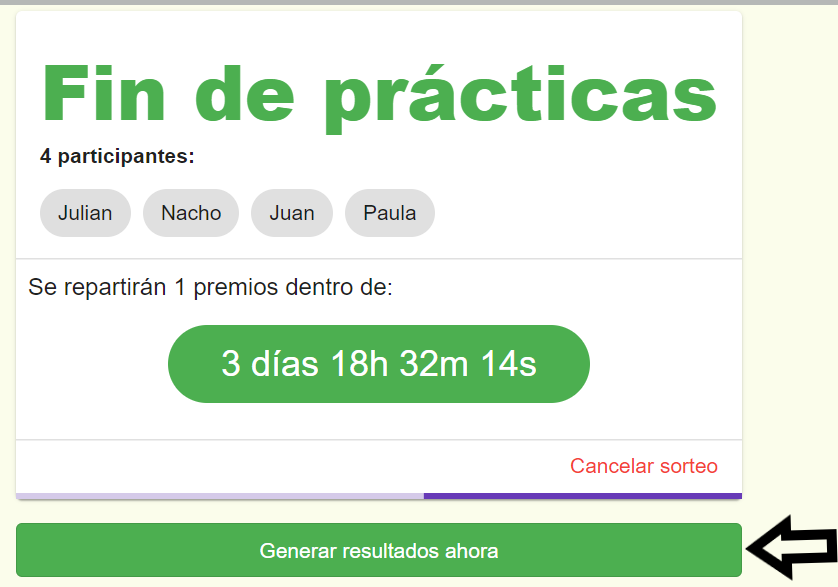 Fin de prácticas
4 participantes:
Julian Nacho Juan Paula
Se repartirán 1 premios dentro de:
3 días 18h 32m 14s
Cancelar sorteo
Generar resultados ahora